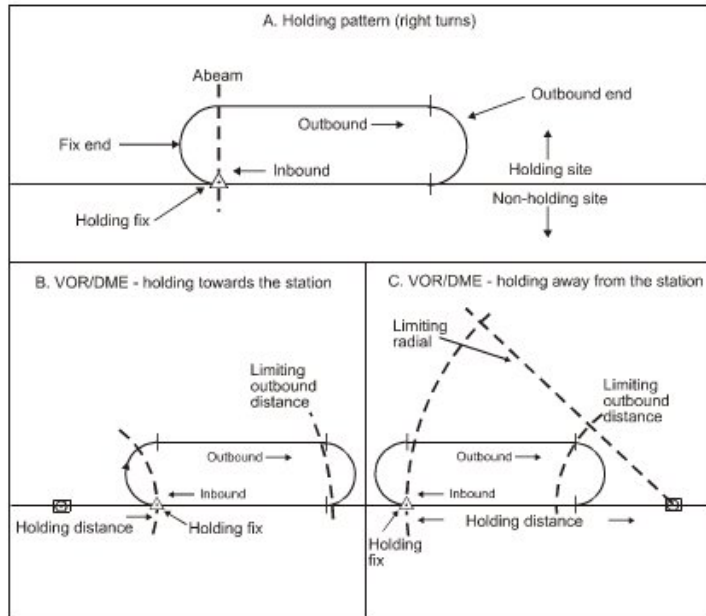 A. Holding pattern (right turns)
Abeam
Outbound end
Outbound
Fix end
Inbound
Holding site
Non-holding site
Holding fix
B. VOR/DME - holding towards the station
Limiting
outbound
distance
Outbound
Inbound
Holding distance
Holding fix
C. VOR/DME - holding away from the station
Limiting
radial
Limiting
outbound
distance
Outbound
Inbound
Holding distance
Holding
fix